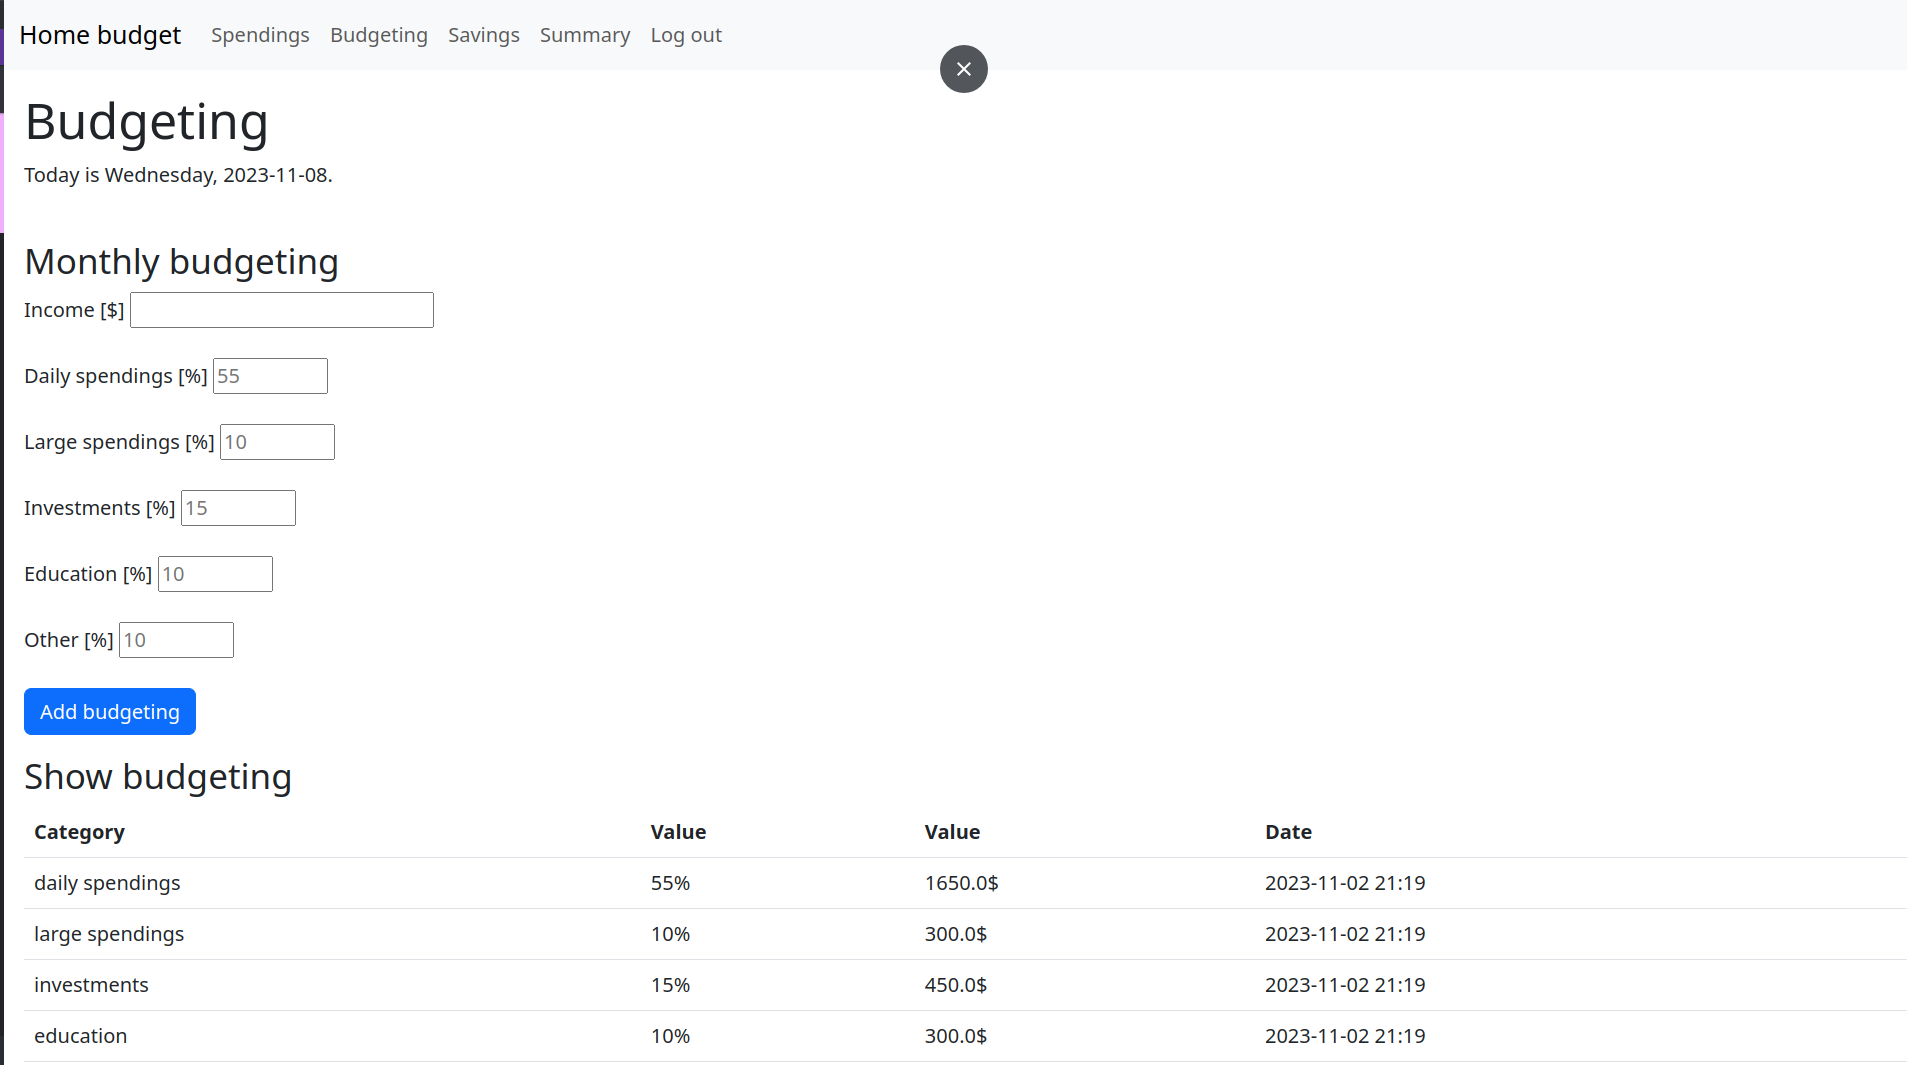 Home budget Spendings Budgeting Savings Summary Log out
Budgeting
Today is Wednesday, 2023-11-08.
Monthly budgeting
Income [$]
Daily spendings [%] 55
Large spendings [%] 10
Investments [%] 15
Education [%] 10
Other [%] 10
Add budgeting
Show budgeting
Category Value Value Date
daily spendings 55% 1650.0$ 2023-11-02 21:19
large spendings 10% 300.0$ 2023-11-02 21:19
investments 15% 450.0$ 2023-11-02 21:19
education 10% 300.0$ 2023-11-02 21:19